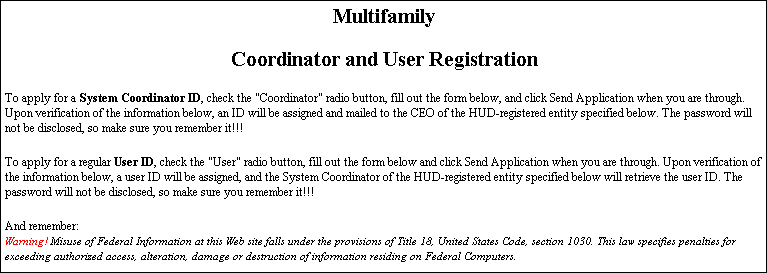 Multifamily
Coordinator and User Registration
To apply for a System Coordinator ID, check the "Coordinator" radio button, fill out the form below, and click Send Application when you are through.
Upon verification of the information below, an ID will be assigned and mailed to the CEO of the HUD-registered entity specified below. The password will
not be disclosed, so make sure you remember it!!!
To apply for a regular User ID, check the "User" radio button, fill out the form below and click Send Application when you are through. Upon verification of
the information below, a user ID will be assigned, and the System Coordinator of the HUD-registered entity specified below will retrieve the user ID. The
password will not be disclosed, so make sure you remember it!!!
And remember:
Warning! Misuse of Federal Information at this Web site falls under the provisions of Title 18, United States Code, section 1030. This law specifies penalties for
exceeding authorized access, alteration, damage or destruction of information residing on Federal Computers.